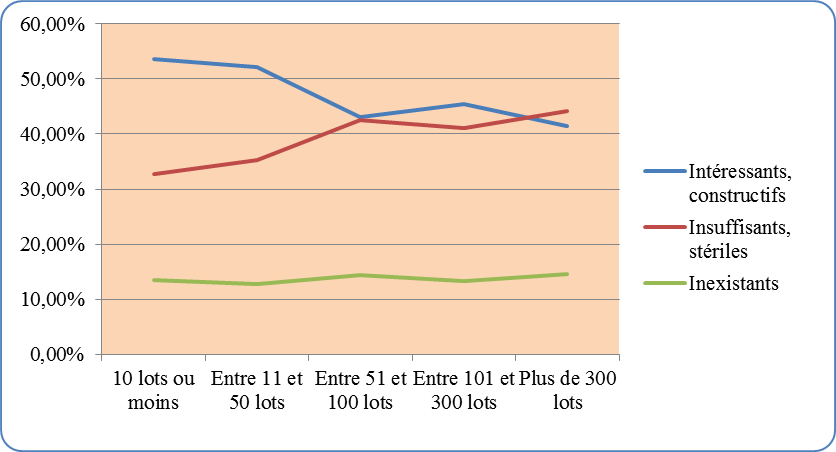 60,00%
50,00%
40,00%
30,00%
20,00%
10,00%
0,00%
10 lots ou
moins
Entre 11 et
50 lots
Entre 51 et
100 lots
Entre 101 et
300 lots
Plus de 300
lots
Intéressants,
constructifs
Insuffisants,
stériles
Inexistants